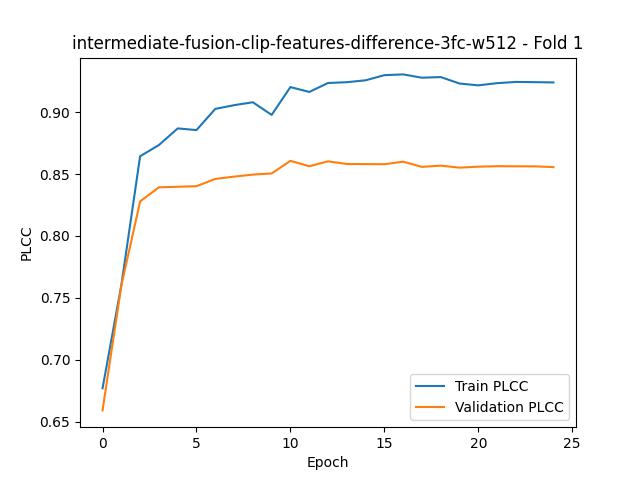 intermediate-fusion-clip-features-difference-3fc-w512 - Fold 1
PLCC
0.90
0.85
0.80
0.75
0.70
0.65
Train PLCC
Validation PLCC
0 5 10 15 20 25
Epoch